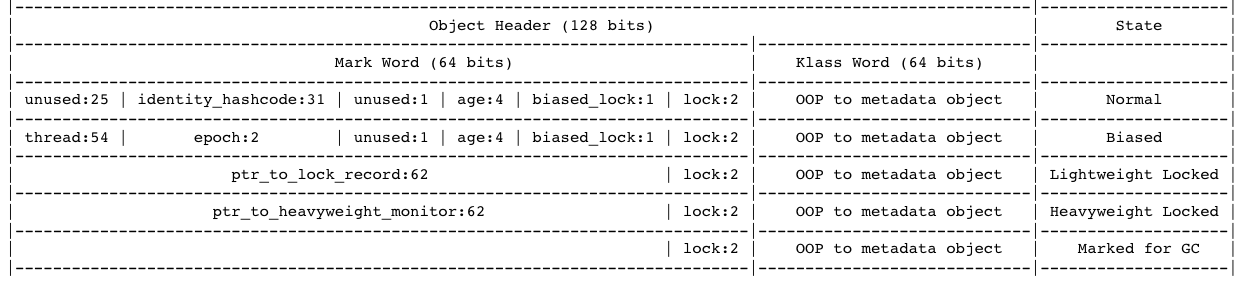 |------------------------------------------------------------------------------------------------------------|--------------------|
| Object Header (128 bits) | State |
|------------------------------------------------------------------------------|-----------------------------|--------------------|
| Mark Word (64 bits) | Klass Word (64 bits) | |
|------------------------------------------------------------------------------|-----------------------------|--------------------|
| unused:25 | identity_hashcode:31 | unused:1 | age:4 | biased_lock:1 | lock:2 | OOP to metadata object | Normal |
|------------------------------------------------------------------------------|-----------------------------|--------------------|
| thread:54 | epoch:2 | unused:1 | age:4 | biased_lock:1 | lock:2 | OOP to metadata object | Biased |
|------------------------------------------------------------------------------|-----------------------------|--------------------|
| ptr_to_lock_record:62 | lock:2 | OOP to metadata object | Lightweight Locked |
|------------------------------------------------------------------------------|-----------------------------|--------------------|
| ptr_to_heavyweight_monitor:62 | lock:2 | OOP to metadata object | Heavyweight Locked |
|------------------------------------------------------------------------------|-----------------------------|--------------------|
| | lock:2 | OOP to metadata object | Marked for GC |
|------------------------------------------------------------------------------|-----------------------------|--------------------|